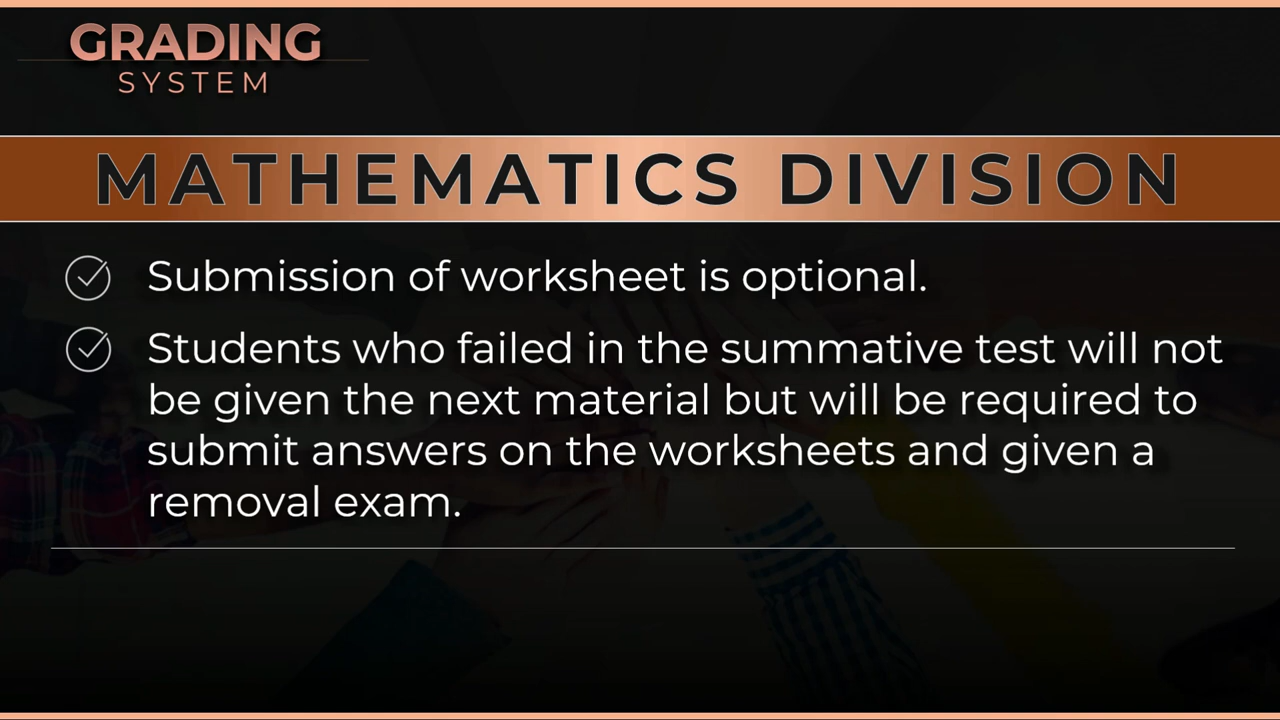 GRADING
SYSTEM
MATHEMATICS DIVISION
Submission of worksheet is optional.
Students who failed in the summative test will not
be given the next material but will be required to
submit answers on the worksheets and given a
removal exam.